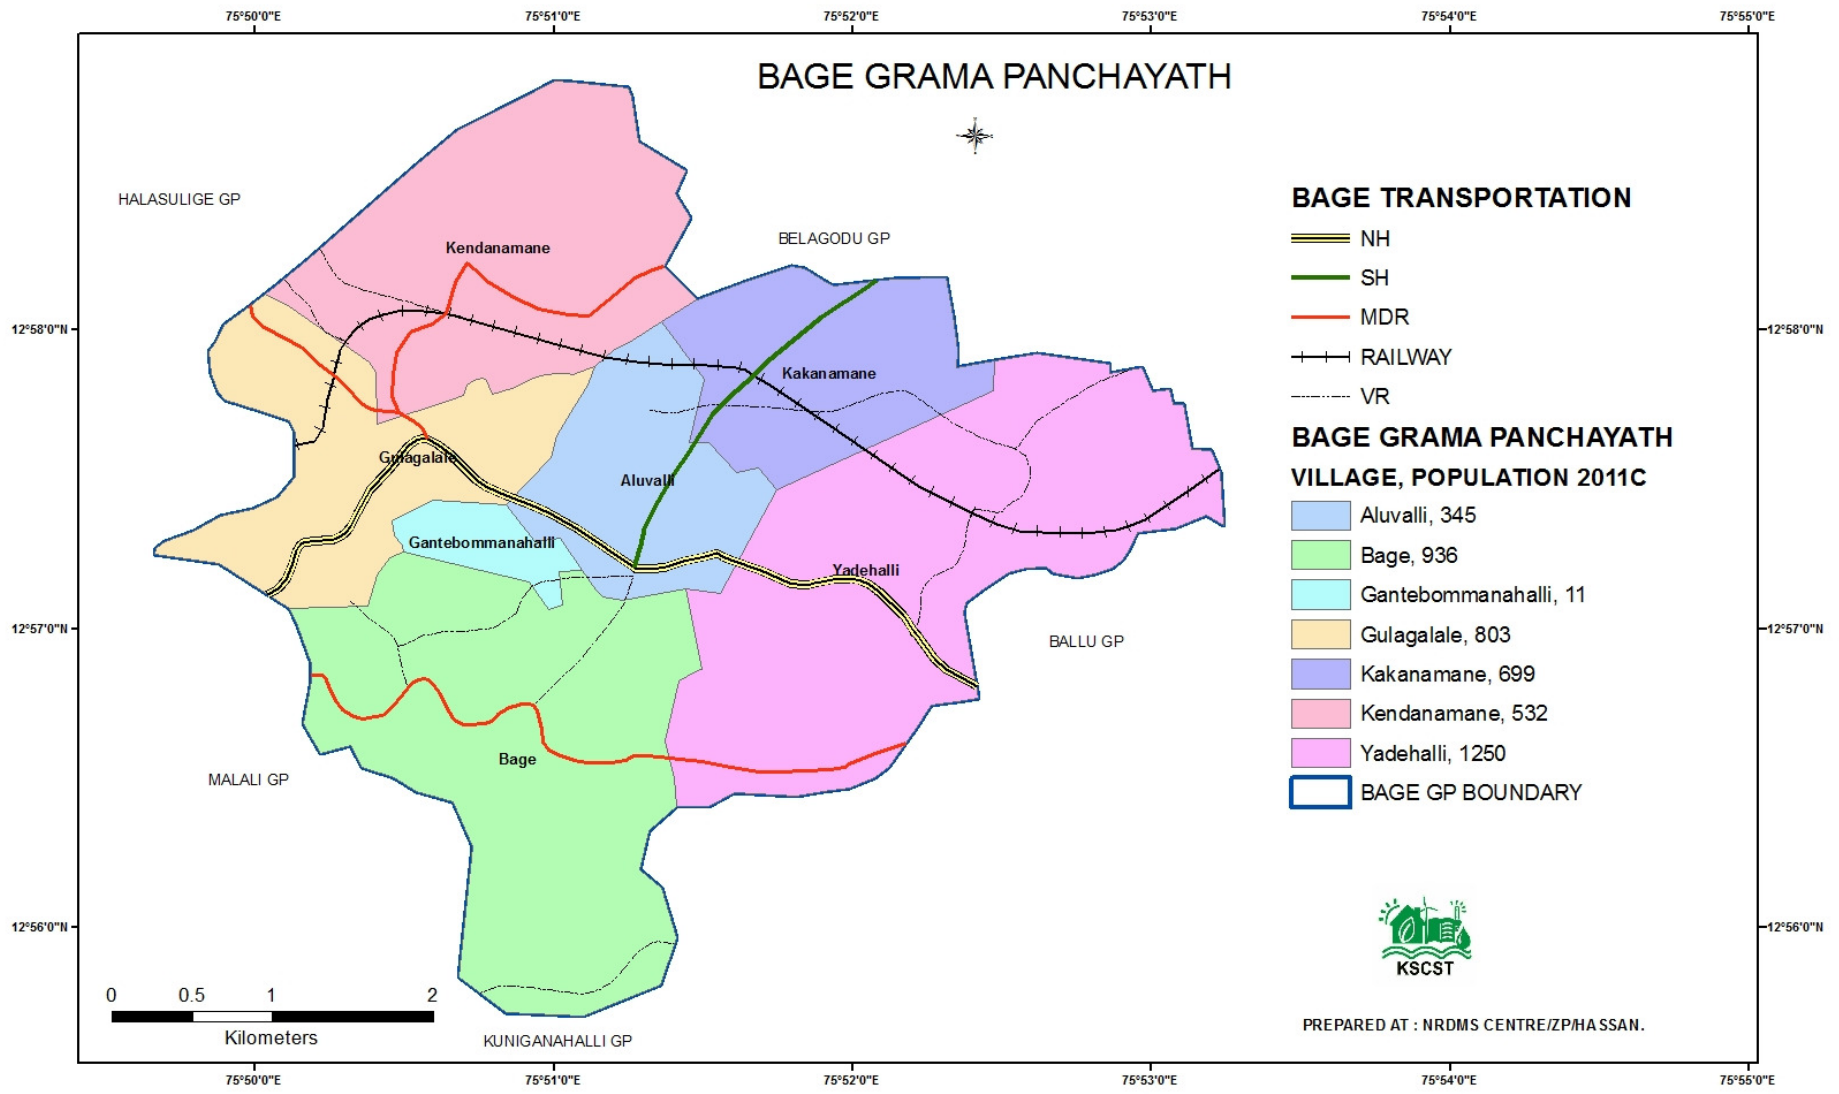 75°50'0"E 75°51'0"E 75°52'0"E 75°53'0"E 75°54'0"E 75°55'0"E
BAGE GRAMA PANCHAYATH
HALASULIGE GP
BELAGODU GP
Kendanamane
12°58'0"N
12°58'0"N
Kakanamane
Gulagalale
Aluvalli
Gantebommanahalli
Yadehalli
12°57'0"N
12°57'0"N
BALLU GP
Bage
MALALI GP
12°56'0"N
12°56'0"N
KUNIGANAHALLI GP
BAGE TRANSPORTATION
NH
SH
MDR
RAILWAY
VR
BAGE GRAMA PANCHAYATH
VILLAGE, POPULATION 2011C
Aluvalli, 345
Bage, 936
Gantebommanahalli, 11
Gulagalale, 803
Kakanamane, 699
Kendanamane, 532
Yadehalli, 1250
BAGE GP BOUNDARY
KSCST
0 0.5 1 2
Kilometers
PREPARED AT : NRDMS CENTRE/ZP/HASSAN.
75°50'0"E 75°51'0"E 75°52'0"E 75°53'0"E 75°54'0"E 75°55'0"E